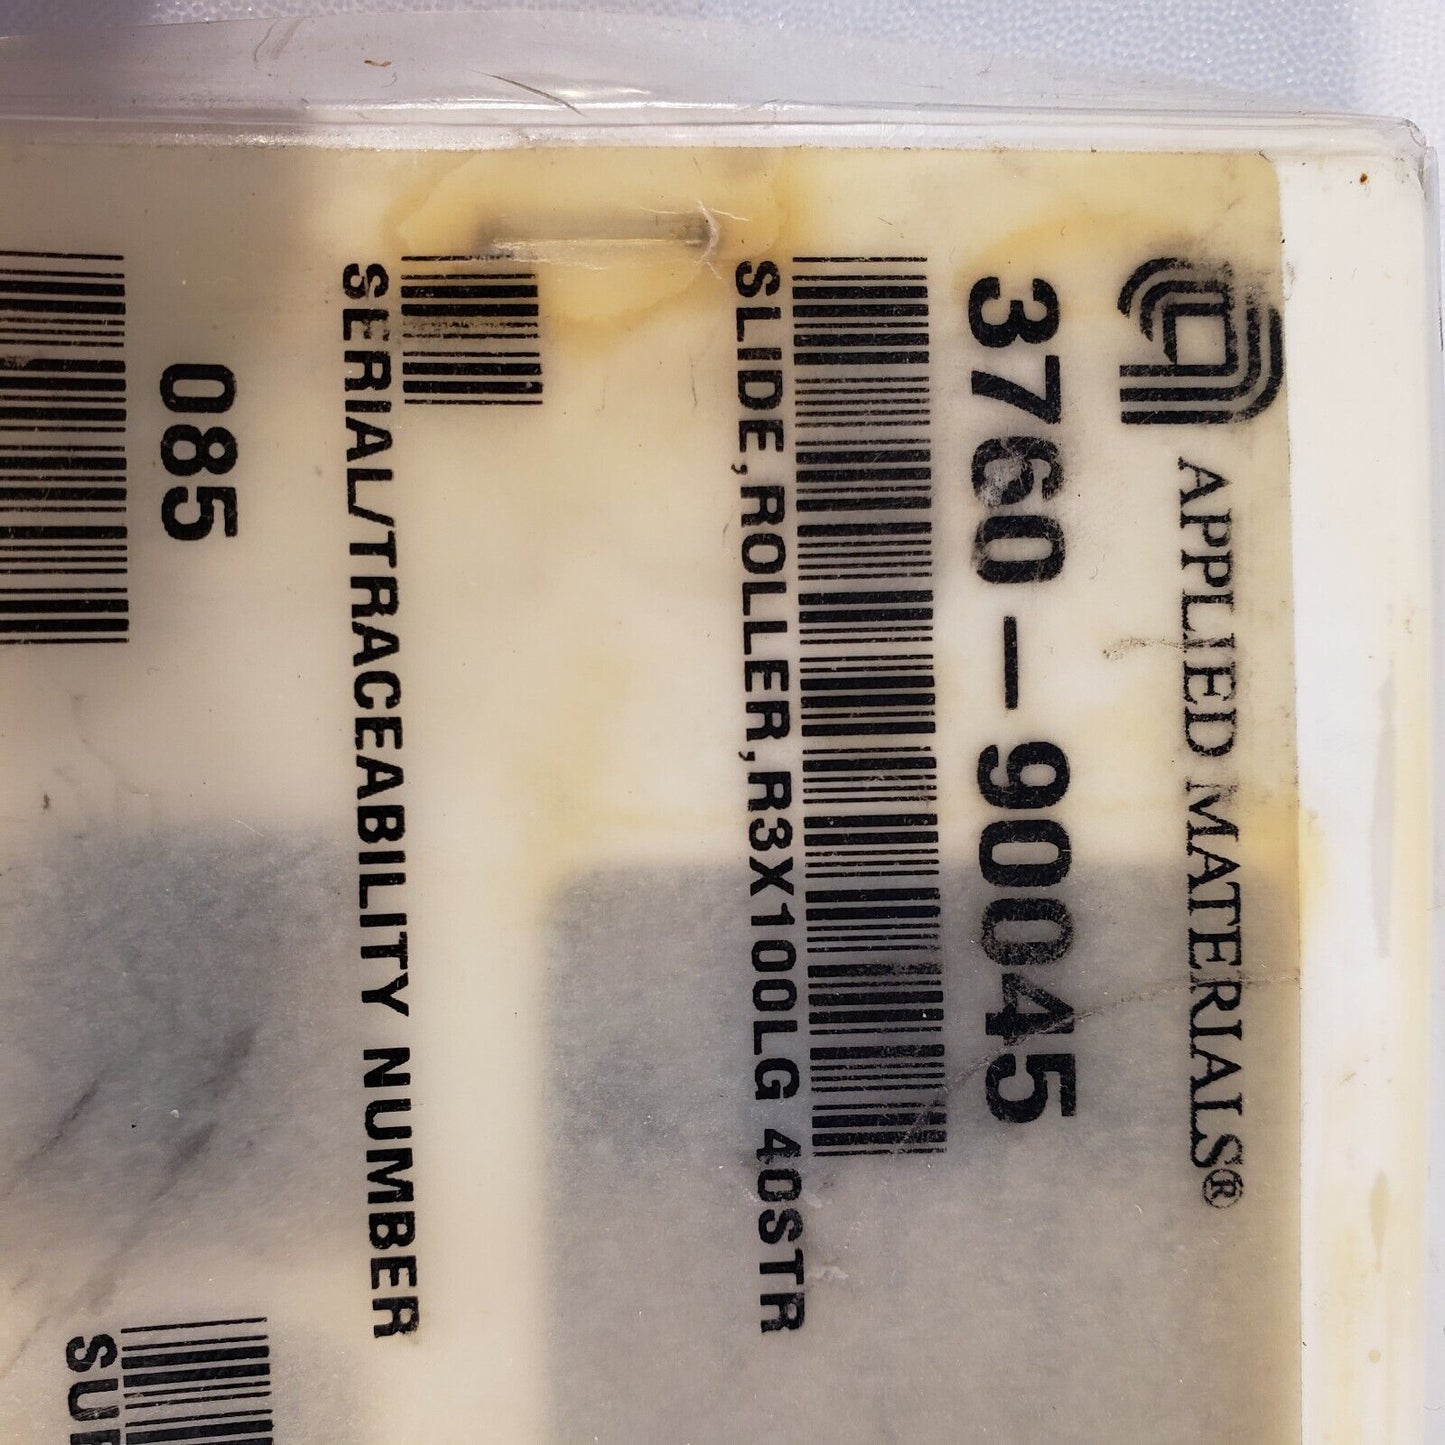 APPLIED MATERIALS®
3760-90045
SLIDE,ROLLER,R3X100LG 40STR
SERIAL/TRACEABILITY NUMBER
085